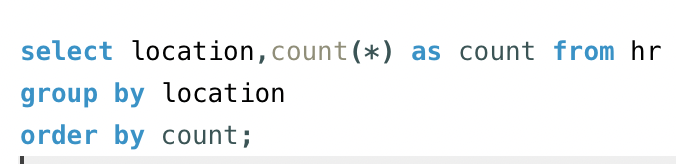 select location,count(*) as count from hr
group by location
order by count;